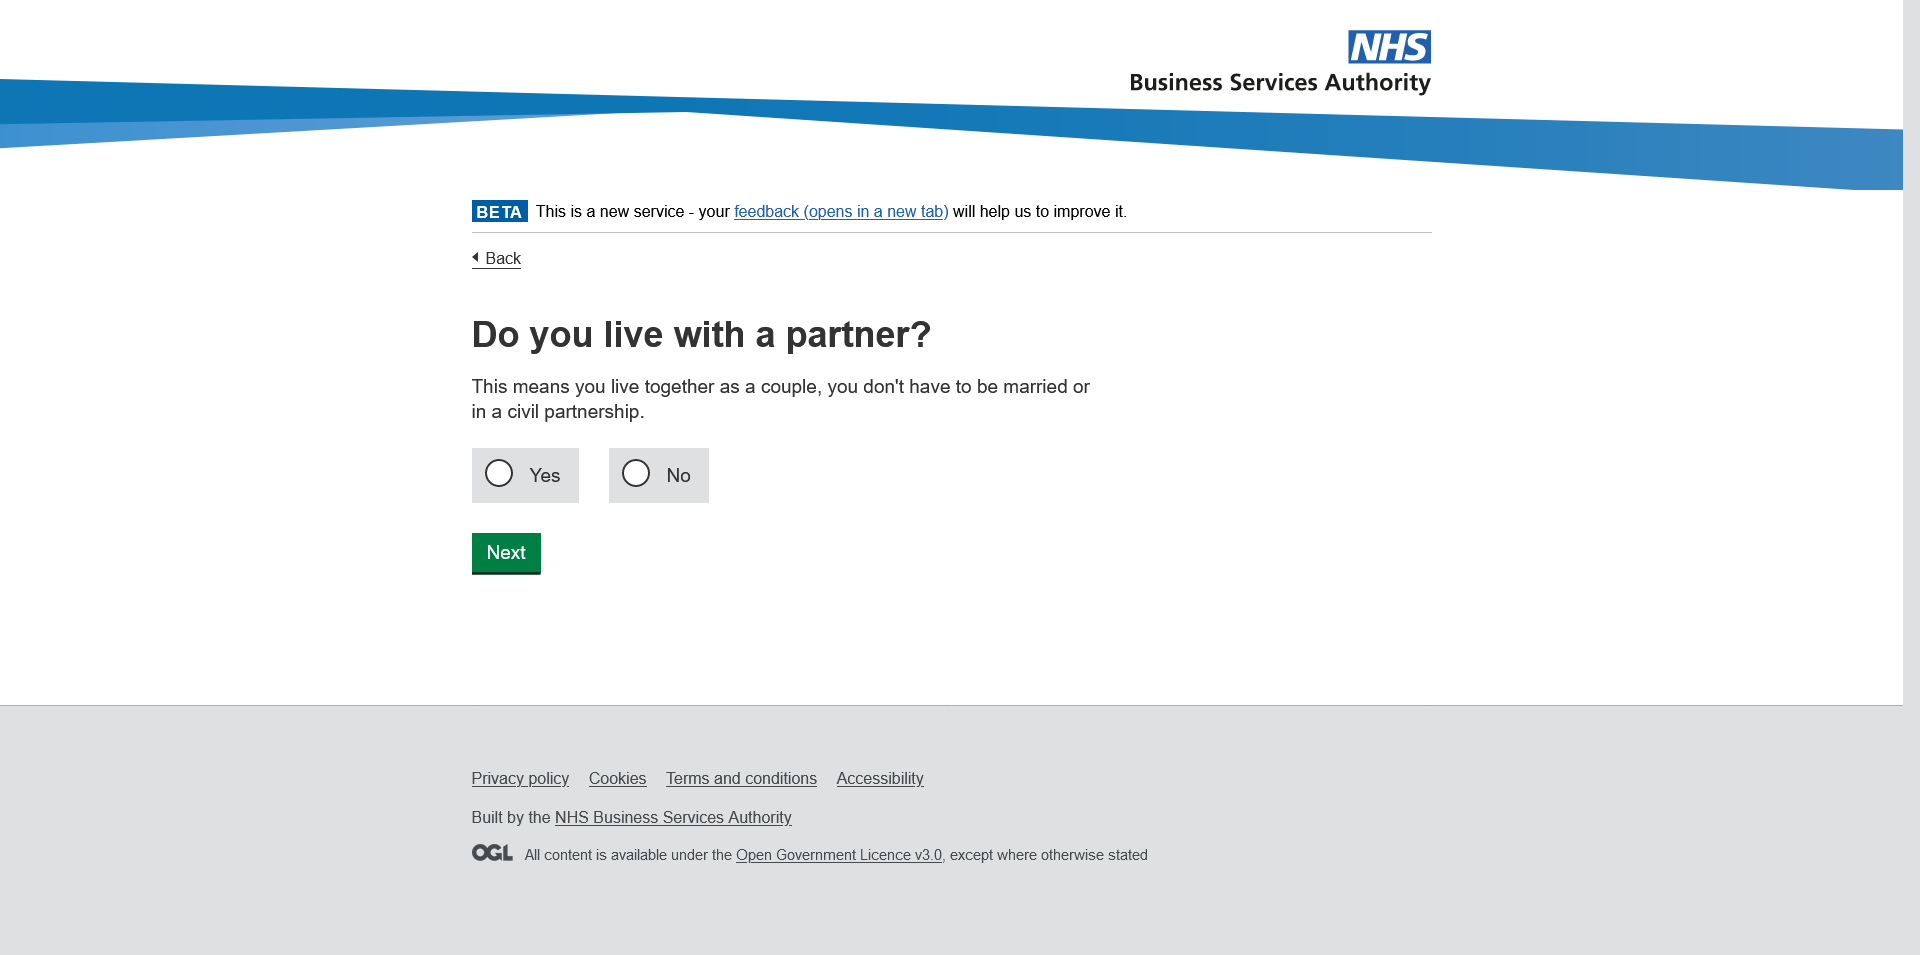 NHS
Business Services Authority
BETA This is a new service - your feedback (opens in a new tab) will help us to improve it.
Back
Do you live with a partner?
This means you live together as a couple, you don't have to be married or
in a civil partnership.
Yes No
Next
Privacy policy Cookies Terms and conditions Accessibility
Built by the NHS Business Services Authority
OGL All content is available under the Open Government Licence v3.0, except where otherwise stated